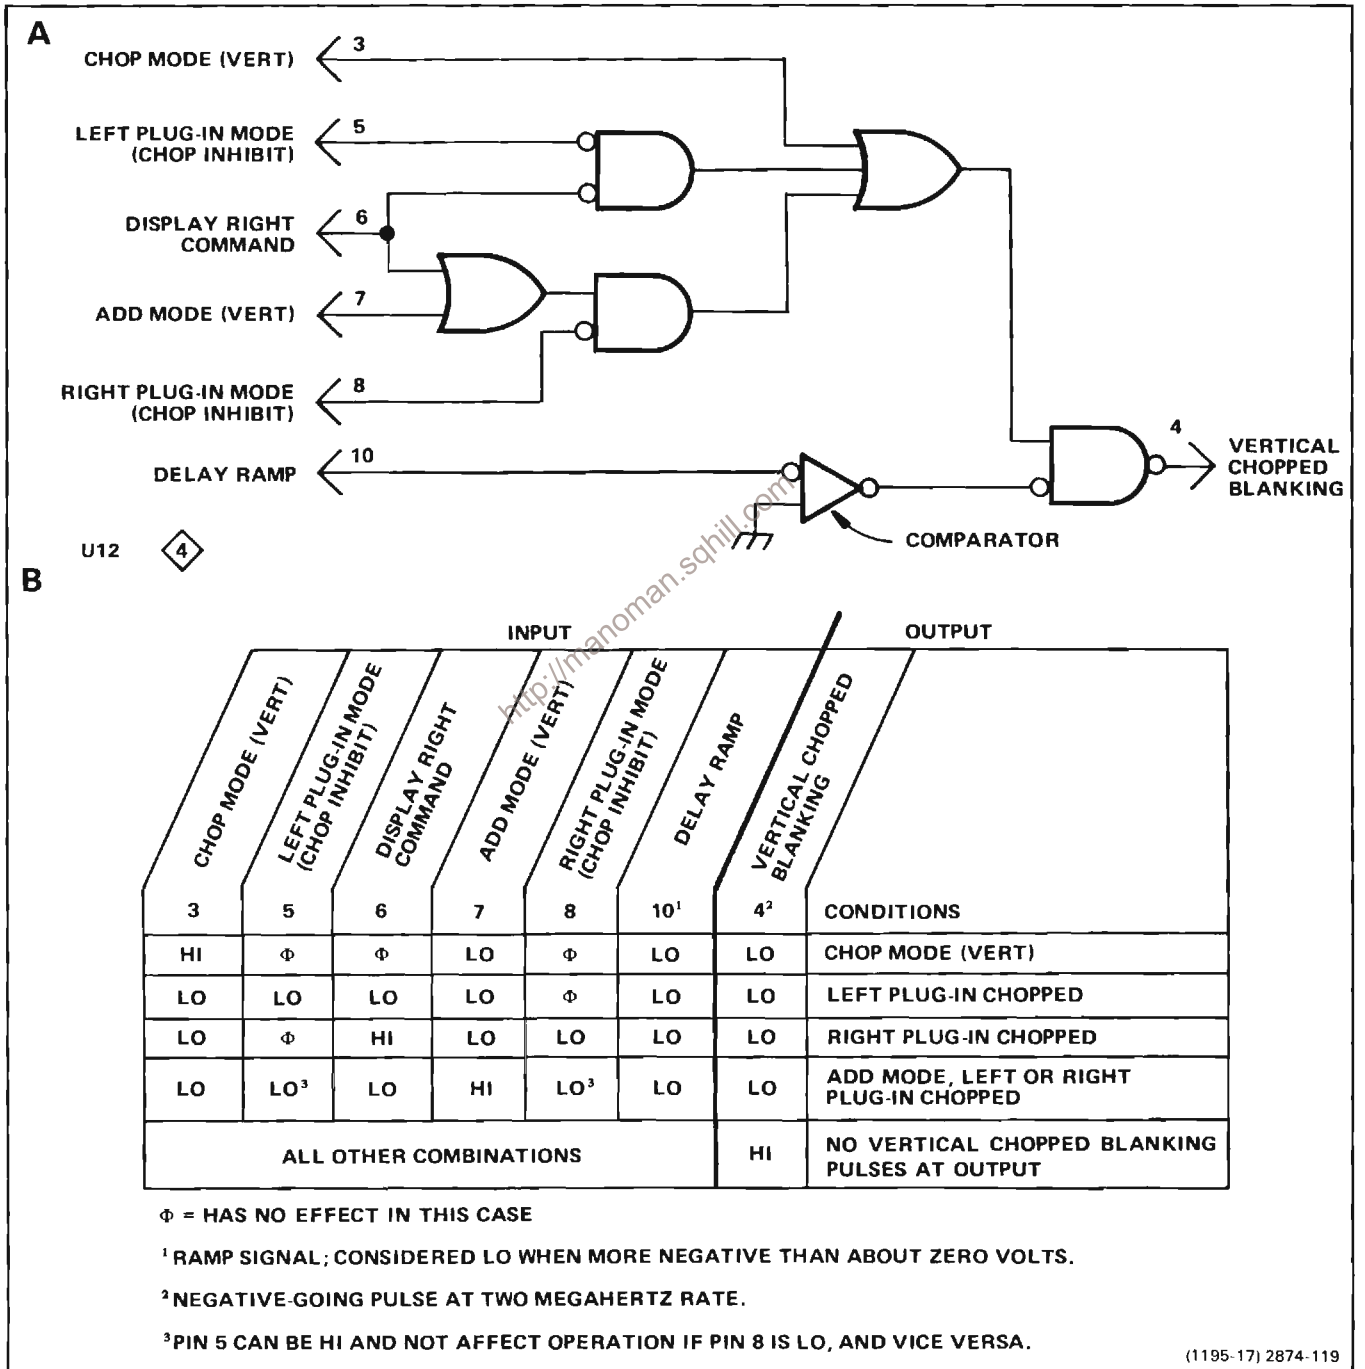 A
CHOP MODE (VERT)
3
LEFT PLUG-IN MODE
(CHOP INHIBIT)
5
DISPLAY RIGHT
COMMAND
6
ADD MODE (VERT)
7
RIGHT PLUG-IN MODE
(CHOP INHIBIT)
8
DELAY RAMP
10
4
VERTICAL
CHOPPED
BLANKING
COMPARATOR
U12
4
http://manoman.sqhill.com
B
INPUT
OUTPUT
CHOP MODE (VERT)
LEFT PLUG-IN MODE
(CHOP INHIBIT)
DISPLAY RIGHT
COMMAND
ADD MODE (VERT)
RIGHT PLUG-IN MODE
(CHOP INHIBIT)
DELAY RAMP
VERTICAL CHOPPED
BLANKING
3 5 6 7 8 10¹ 4² CONDITIONS
HI Φ Φ LO Φ LO LO CHOP MODE (VERT)
LO LO LO LO Φ LO LO LEFT PLUG-IN CHOPPED
LO Φ HI LO LO LO LO RIGHT PLUG-IN CHOPPED
LO LO³ LO HI LO³ LO LO ADD MODE, LEFT OR RIGHT
PLUG-IN CHOPPED
ALL OTHER COMBINATIONS HI NO VERTICAL CHOPPED BLANKING
PULSES AT OUTPUT
Φ = HAS NO EFFECT IN THIS CASE
¹ RAMP SIGNAL; CONSIDERED LO WHEN MORE NEGATIVE THAN ABOUT ZERO VOLTS.
² NEGATIVE-GOING PULSE AT TWO MEGAHERTZ RATE.
³ PIN 5 CAN BE HI AND NOT AFFECT OPERATION IF PIN 8 IS LO, AND VICE VERSA.
(1195-17) 2874-119